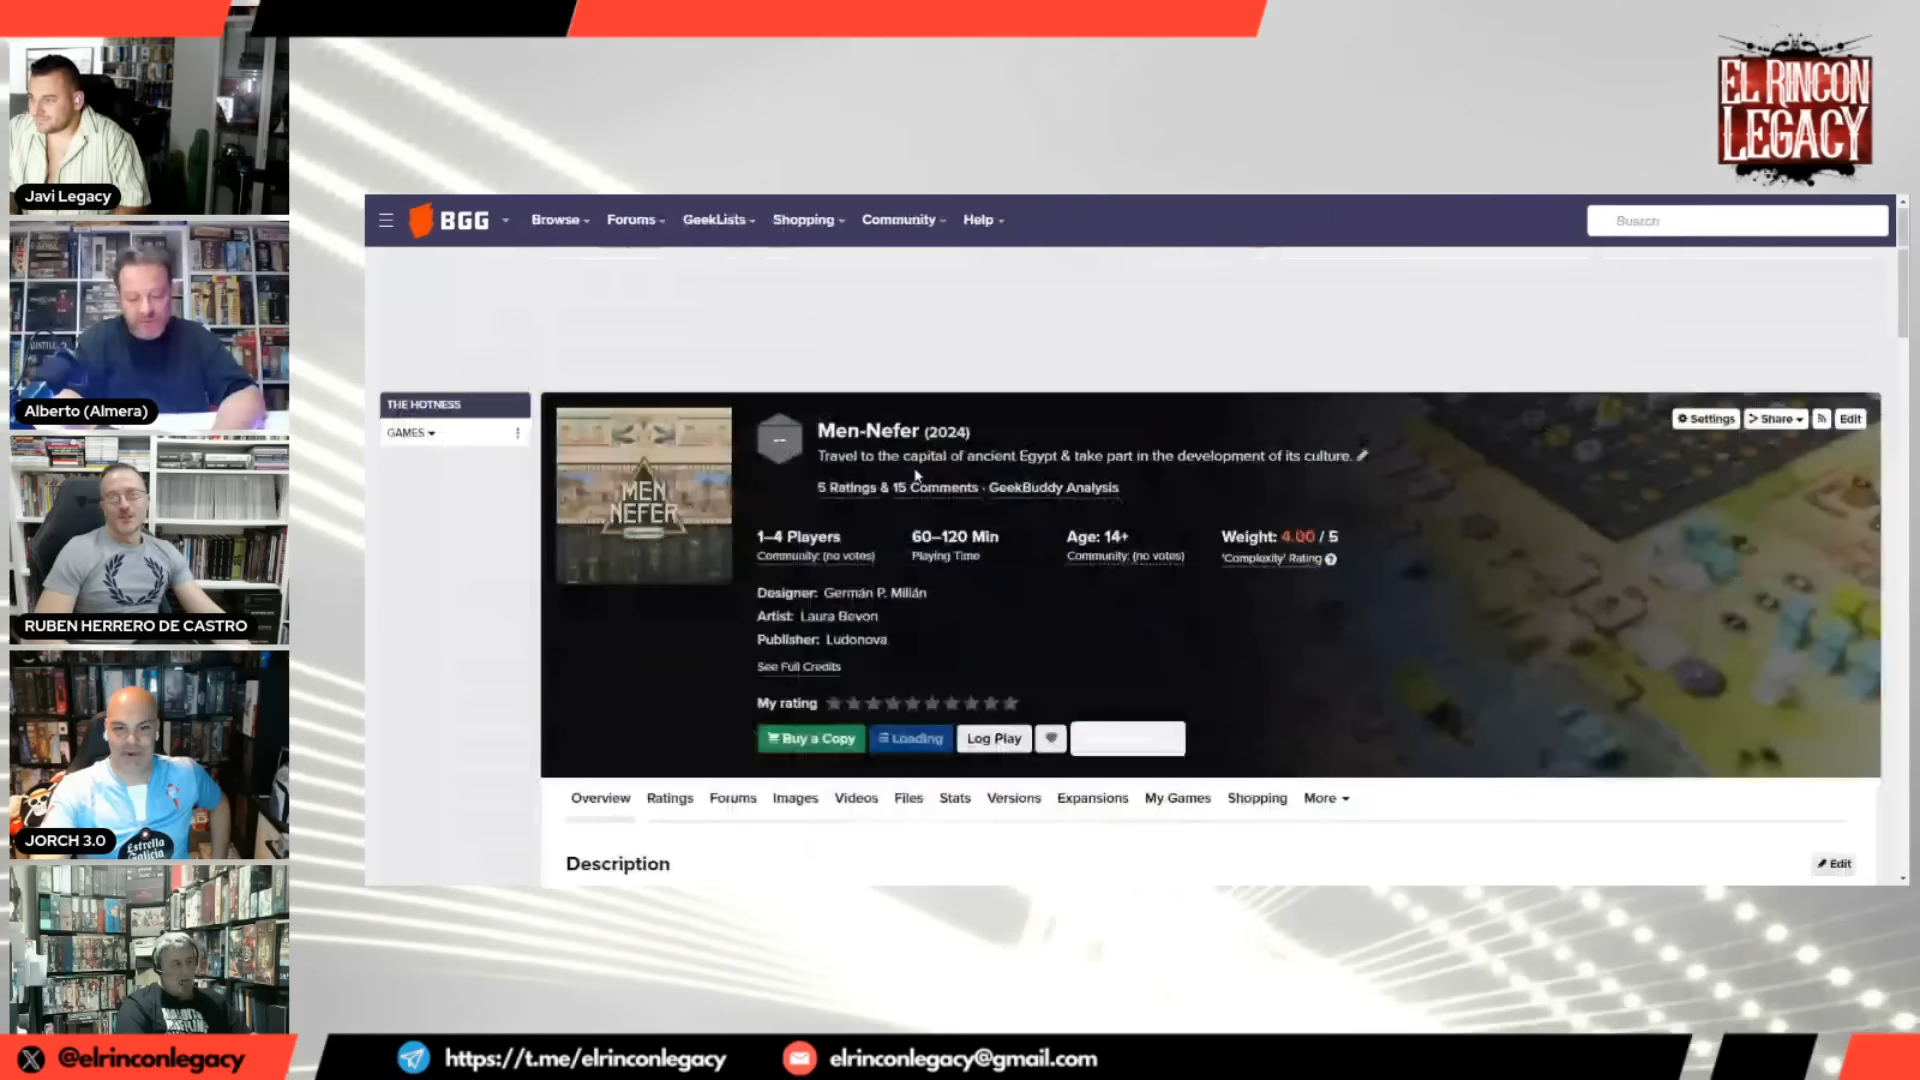 Javi Legacy
Alberto (Almera)
RUBEN HERRERO DE CASTRO
JORCH 3.0
Estrella
Galicia
EL RINCON
LEGACY
BGG
Browse
Forums
GeekLists
Shopping
Community
Help
THE HOTNESS
GAMES
MEN
NEFER
--
Men-Nefer (2024)
Travel to the capital of ancient Egypt & take part in the development of its culture.
5 Ratings & 15 Comments · GeekBuddy Analysis
1–4 Players
Community: (no votes)
60–120 Min
Playing Time
Age: 14+
Community: (no votes)
Weight: 4.00 / 5
'Complexity' Rating
Designer: Germán P. Millán
Artist: Laura Bevon
Publisher: Ludonova
See Full Credits
My rating
Buy a Copy
Loading
Log Play
Settings
Share
Edit
Overview
Ratings
Forums
Images
Videos
Files
Stats
Versions
Expansions
My Games
Shopping
More
Description
Edit
@elrinconlegacy
https://t.me/elrinconlegacy
elrinconlegacy@gmail.com